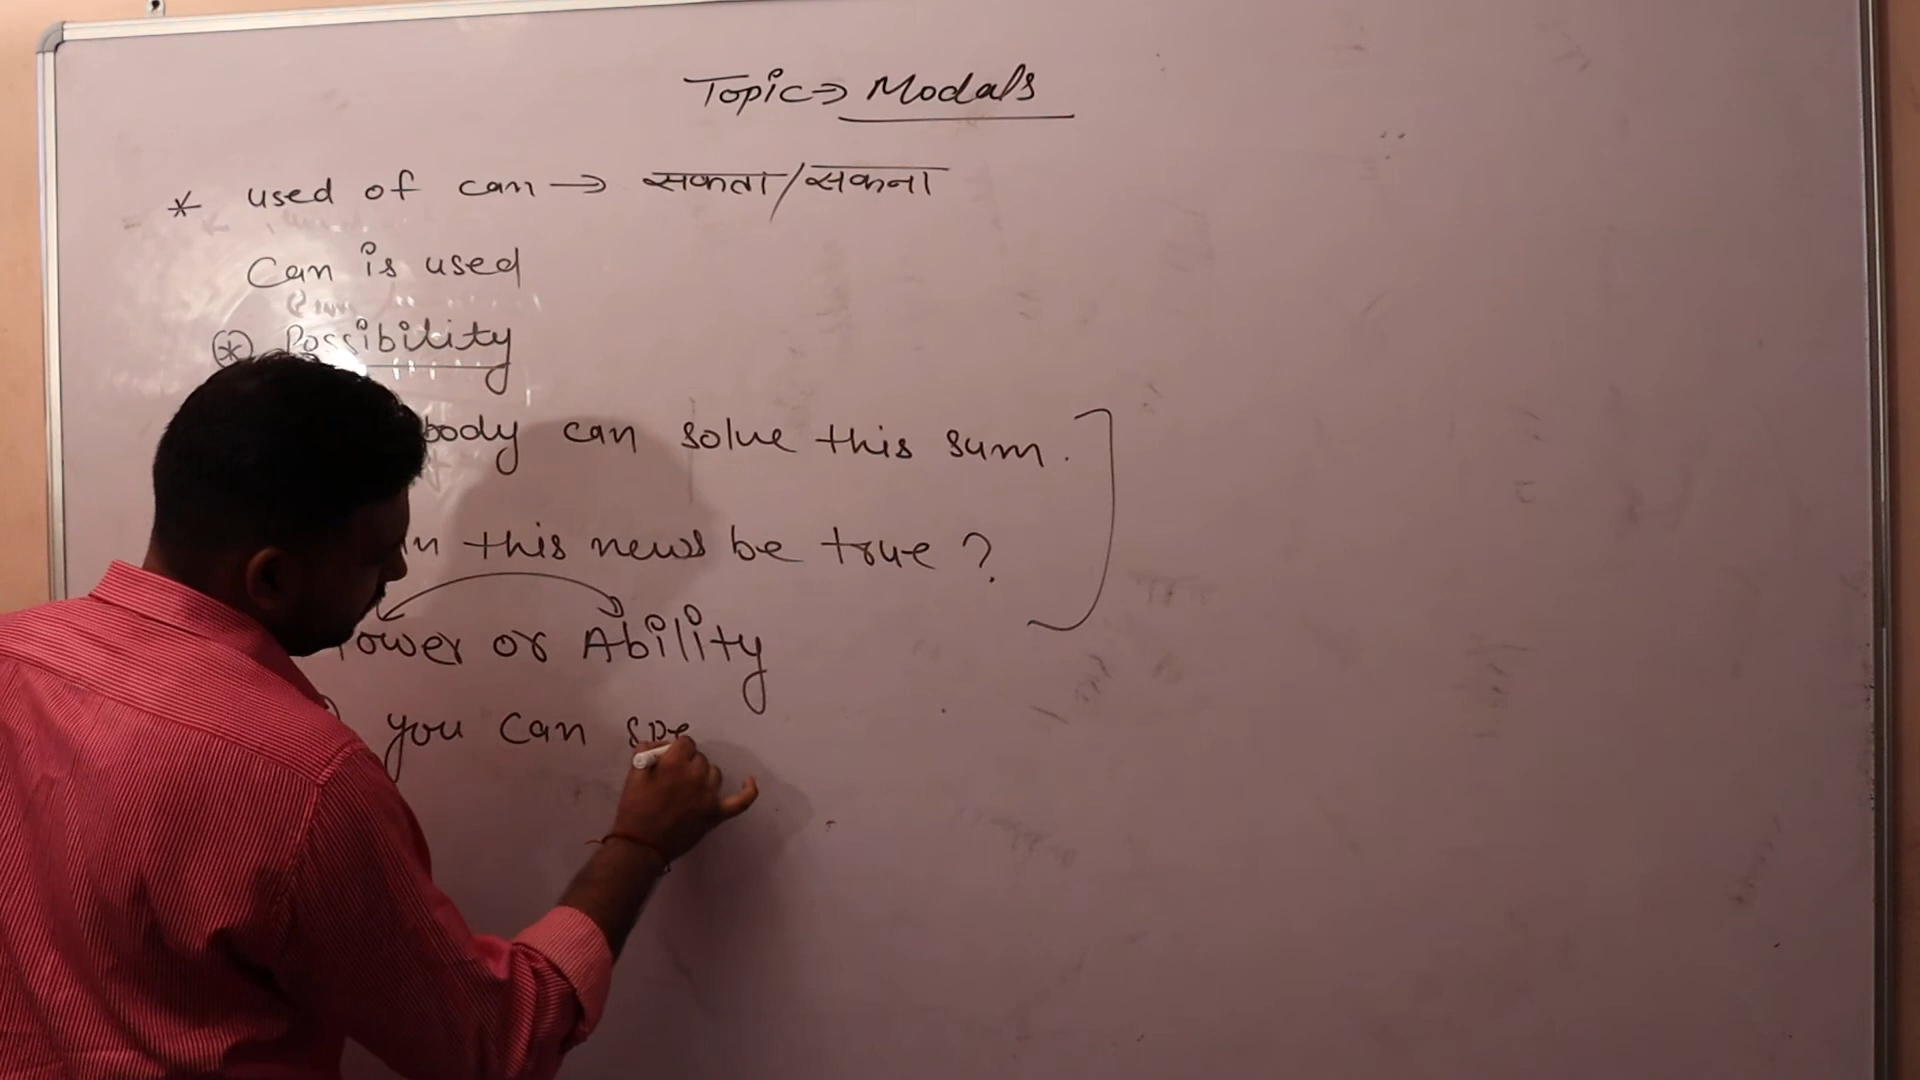 Topic⇒ Modals
* used of can → सकता/सकना
Can is used
* Possibility
body can solve this sum.
this news be true ?
Power or Ability
you can spe